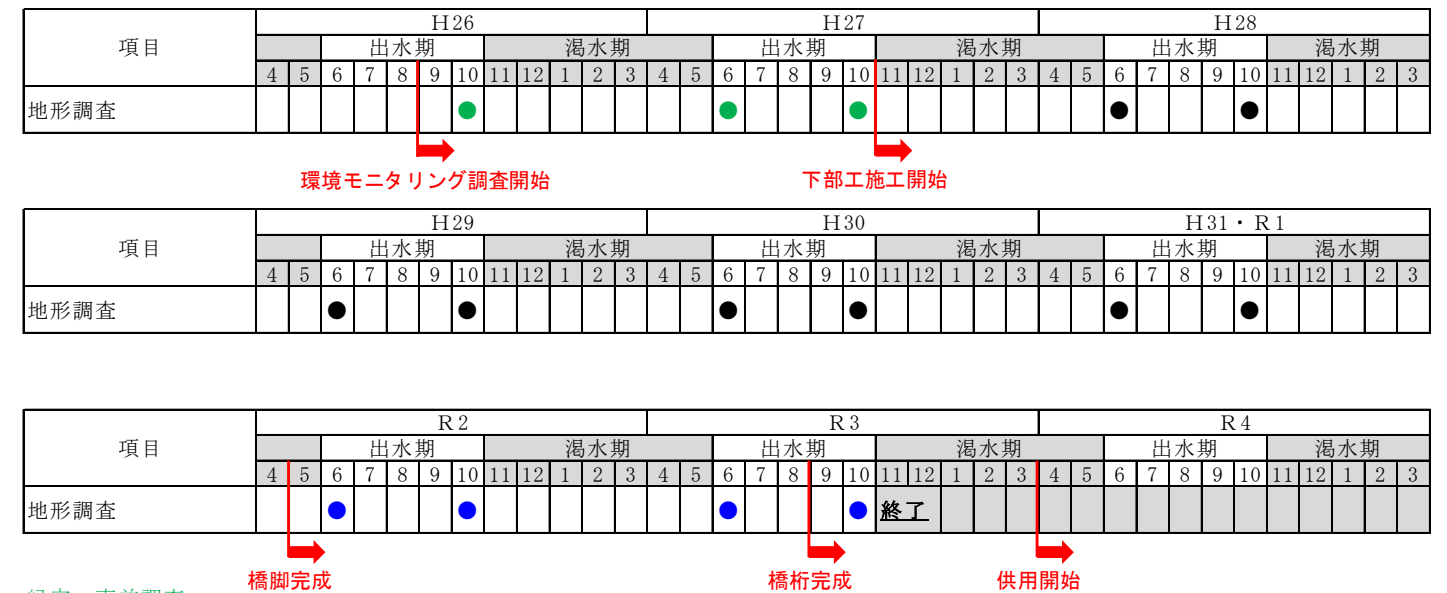 項目 H26 H27 H28
出水期 渇水期 出水期 渇水期 出水期 渇水期
4 5 6 7 8 9 10 11 12 1 2 3 4 5 6 7 8 9 10 11 12 1 2 3 4 5 6 7 8 9 10 11 12 1 2 3
地形調査 ● ● ● ● ●
環境モニタリング調査開始 下部工施工開始
項目 H29 H30 H31・R1
出水期 渇水期 出水期 渇水期 出水期 渇水期
4 5 6 7 8 9 10 11 12 1 2 3 4 5 6 7 8 9 10 11 12 1 2 3 4 5 6 7 8 9 10 11 12 1 2 3
地形調査 ● ● ● ● ● ●
項目 R2 R3 R4
出水期 渇水期 出水期 渇水期 出水期 渇水期
4 5 6 7 8 9 10 11 12 1 2 3 4 5 6 7 8 9 10 11 12 1 2 3 4 5 6 7 8 9 10 11 12 1 2 3
地形調査 ● ● ● ● 終了
橋脚完成 橋桁完成 供用開始